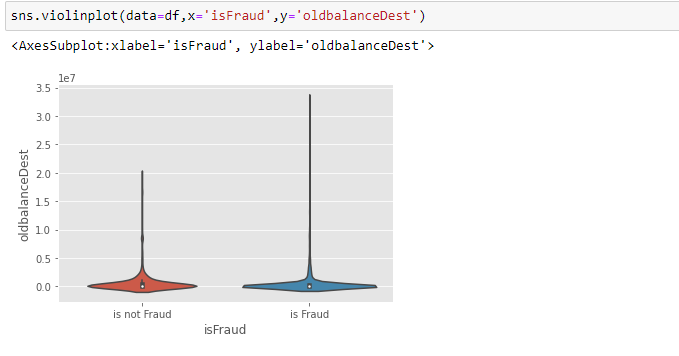 sns.violinplot(data=df,x='isFraud',y='oldbalanceDest')
<AxesSubplot:xlabel='isFraud', ylabel='oldbalanceDest'>
1e7
3.5
3.0
2.5
2.0
1.5
1.0
0.5
0.0
oldbalanceDest
is not Fraud
is Fraud
isFraud